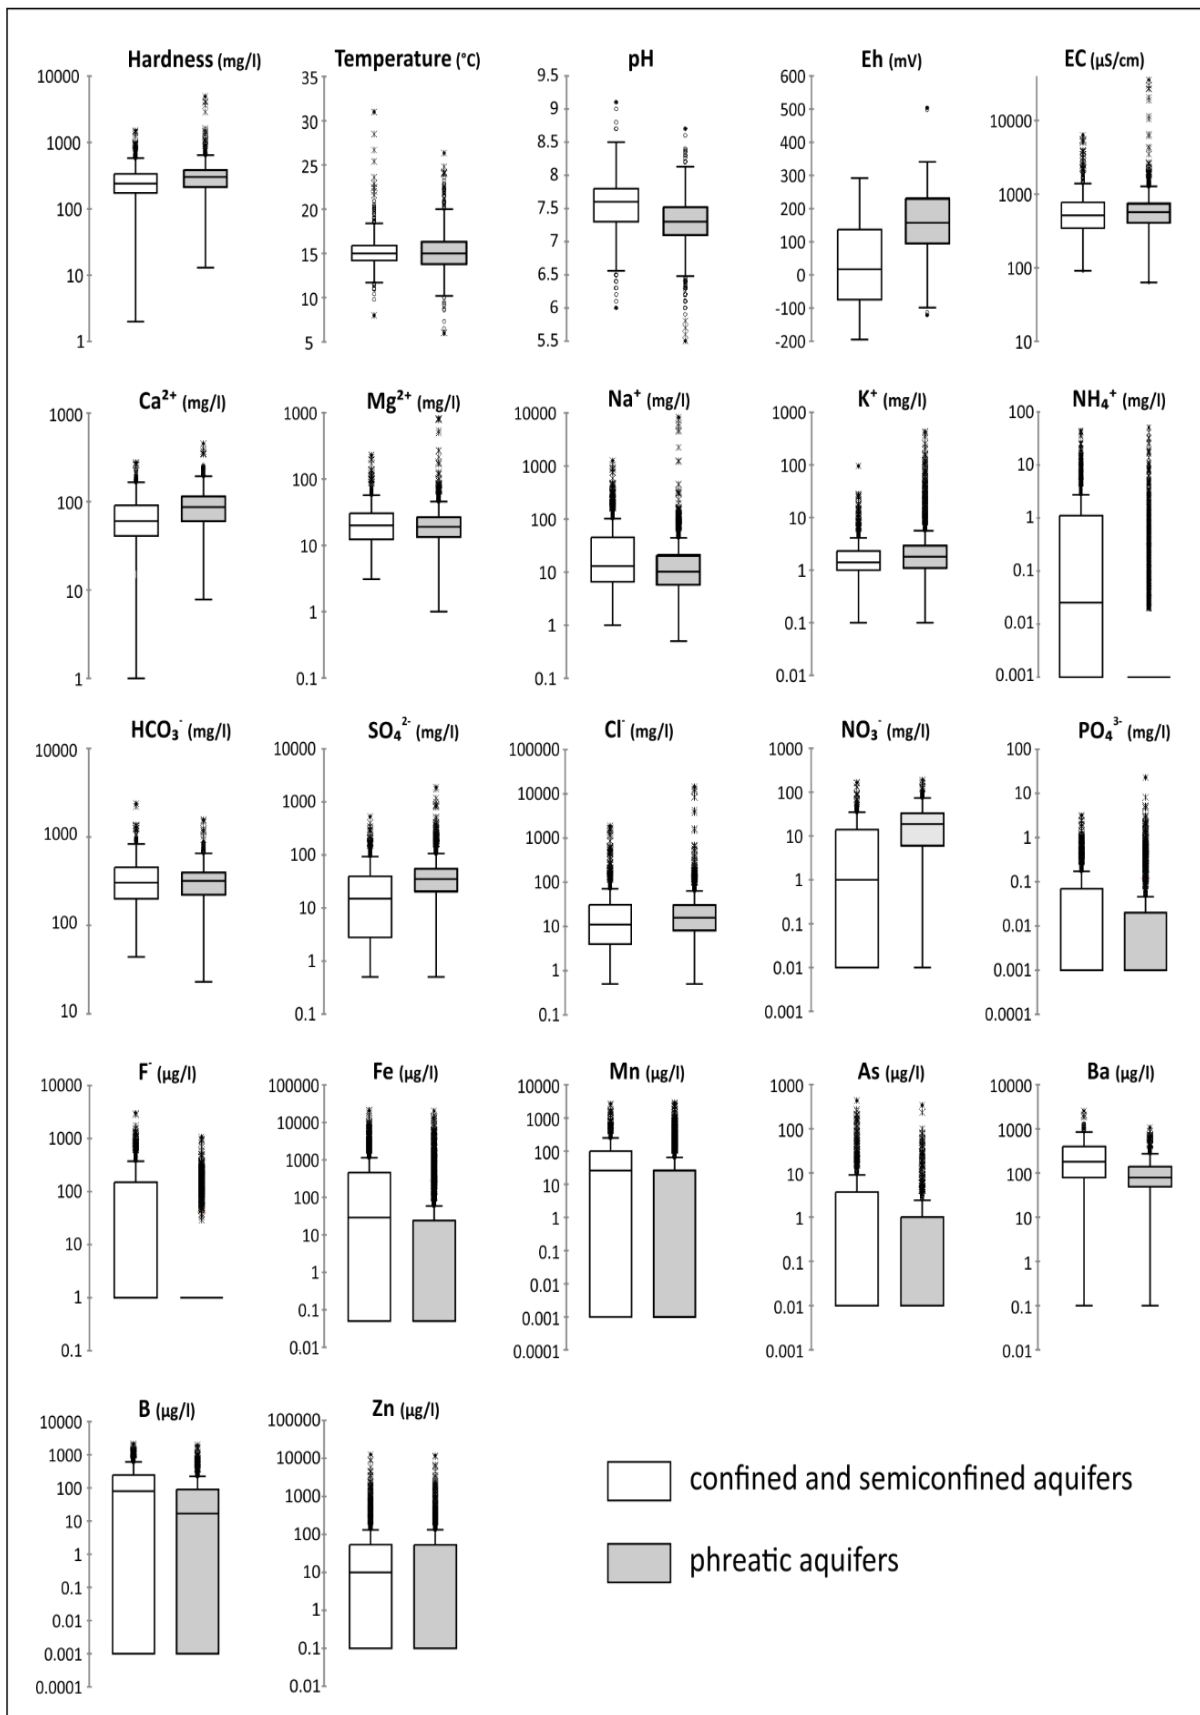 Hardness (mg/l) Temperature (°C) pH Eh (mV) EC (µS/cm)
10000 1000 100 10 1
35 30 25 20 15 10 5
9.5 9 8.5 8 7.5 7 6.5 6 5.5
600 500 400 300 200 100 0 -100 -200
10000 1000 100 10
Ca²⁺ (mg/l) Mg²⁺ (mg/l) Na⁺ (mg/l) K⁺ (mg/l) NH₄⁺ (mg/l)
1000 100 10 1
1000 100 10 1 0.1
10000 1000 100 10 1 0.1
1000 100 10 1 0.1 0.01
100 10 1 0.1 0.01 0.001
HCO₃⁻ (mg/l) SO₄²⁻ (mg/l) Cl⁻ (mg/l) NO₃⁻ (mg/l) PO₄³⁻ (mg/l)
10000 1000 100 10
10000 1000 100 10 1 0.1
100000 10000 1000 100 10 1 0.1
1000 100 10 1 0.1 0.01 0.001
100 10 1 0.1 0.01 0.001 0.0001
F⁻ (µg/l) Fe (µg/l) Mn (µg/l) As (µg/l) Ba (µg/l)
10000 1000 100 10 1 0.1
100000 10000 1000 100 10 1 0.1 0.01
10000 1000 100 10 1 0.1 0.01 0.001 0.0001
1000 100 10 1 0.1 0.01 0.001
10000 1000 100 10 1 0.1 0.01
B (µg/l) Zn (µg/l)
10000 1000 100 10 1 0.1 0.01 0.001 0.0001
100000 10000 1000 100 10 1 0.1 0.01
confined and semiconfined aquifers
phreatic aquifers